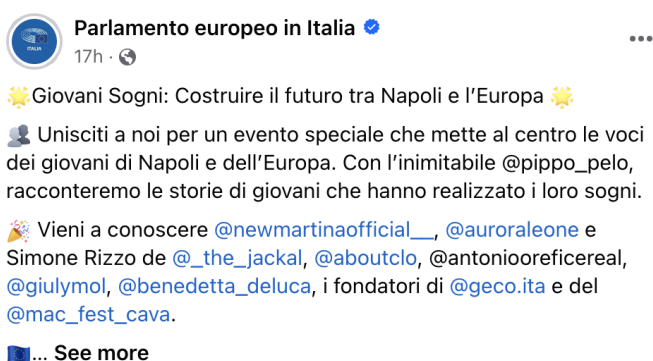 Parlamento europeo in Italia
17h ·
ITALIA
🌟Giovani Sogni: Costruire il futuro tra Napoli e l’Europa 🌟
👥 Unisciti a noi per un evento speciale che mette al centro le voci
dei giovani di Napoli e dell’Europa. Con l’inimitabile @pippo_pelo,
racconteremo le storie di giovani che hanno realizzato i loro sogni.
🎉 Vieni a conoscere @newmartinaofficial__, @auroraleone e
Simone Rizzo de @_the_jackal, @aboutclo, @antoniooreficereal,
@giulymol, @benedetta_deluca, i fondatori di @geco.ita e del
@mac_fest_cava.
🇪🇺... See more